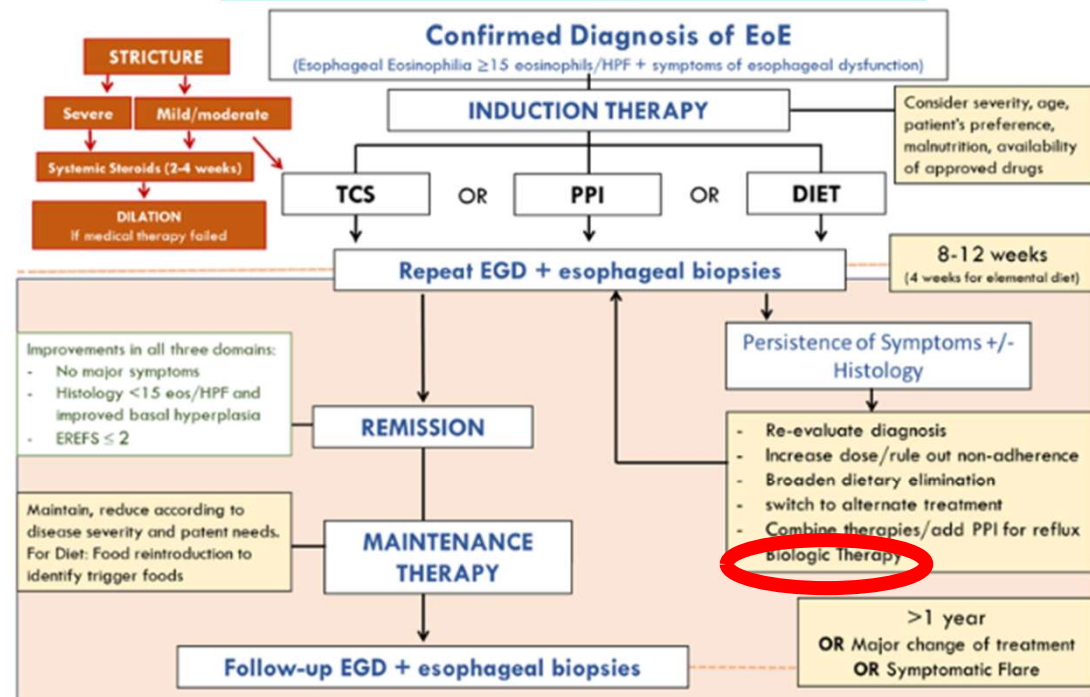 Confirmed Diagnosis of EoE
(Esophageal Eosinophilia ≥15 eosinophils/HPF + symptoms of esophageal dysfunction)
STRICTURE
Severe
Mild/moderate
Systemic Steroids (2-4 weeks)
DILATION
If medical therapy failed
INDUCTION THERAPY
Consider severity, age,
patient's preference,
malnutrition, availability
of approved drugs
TCS
OR
PPI
OR
DIET
Repeat EGD + esophageal biopsies
8-12 weeks
(4 weeks for elemental diet)
Improvements in all three domains:
- No major symptoms
- Histology <15 eos/HPF and
improved basal hyperplasia
- EREFS ≤ 2
REMISSION
Persistence of Symptoms +/-
Histology
- Re-evaluate diagnosis
- Increase dose/rule out non-adherence
- Broaden dietary elimination
- switch to alternate treatment
- Combine therapies/add PPI for reflux
Biologic Therapy
Maintain, reduce according to
disease severity and patent needs.
For Diet: Food reintroduction to
identify trigger foods
MAINTENANCE
THERAPY
Follow-up EGD + esophageal biopsies
>1 year
OR Major change of treatment
OR Symptomatic Flare